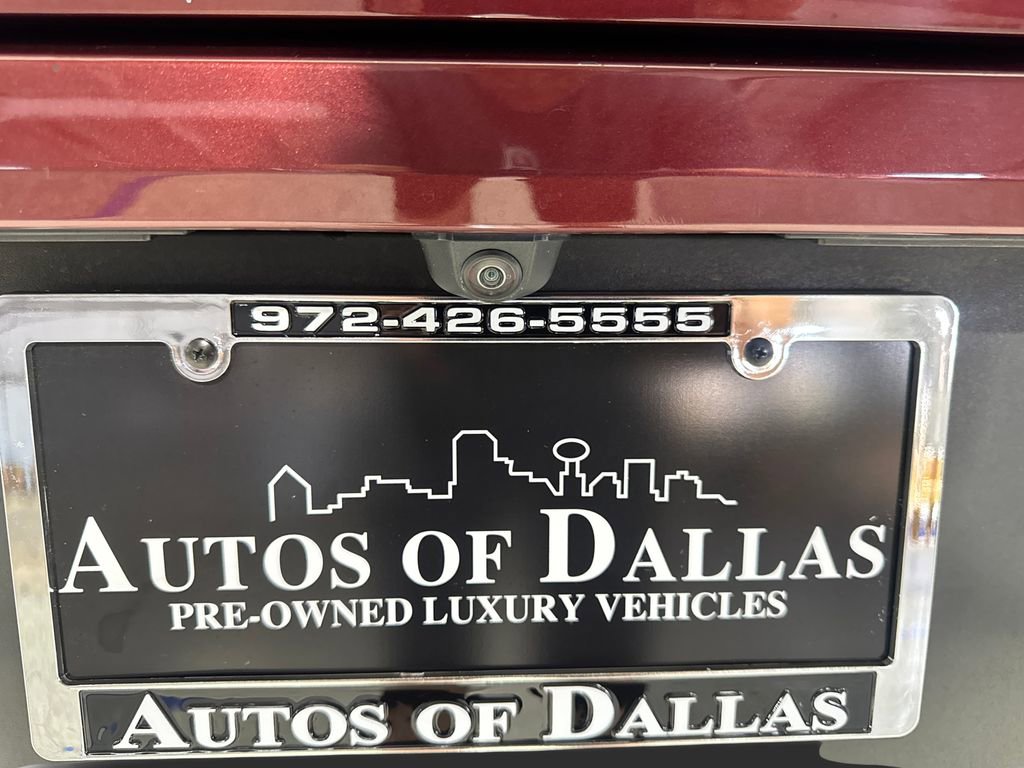 972-426-5555
AUTOS OF DALLAS
PRE-OWNED LUXURY VEHICLES
AUTOS OF DALLAS